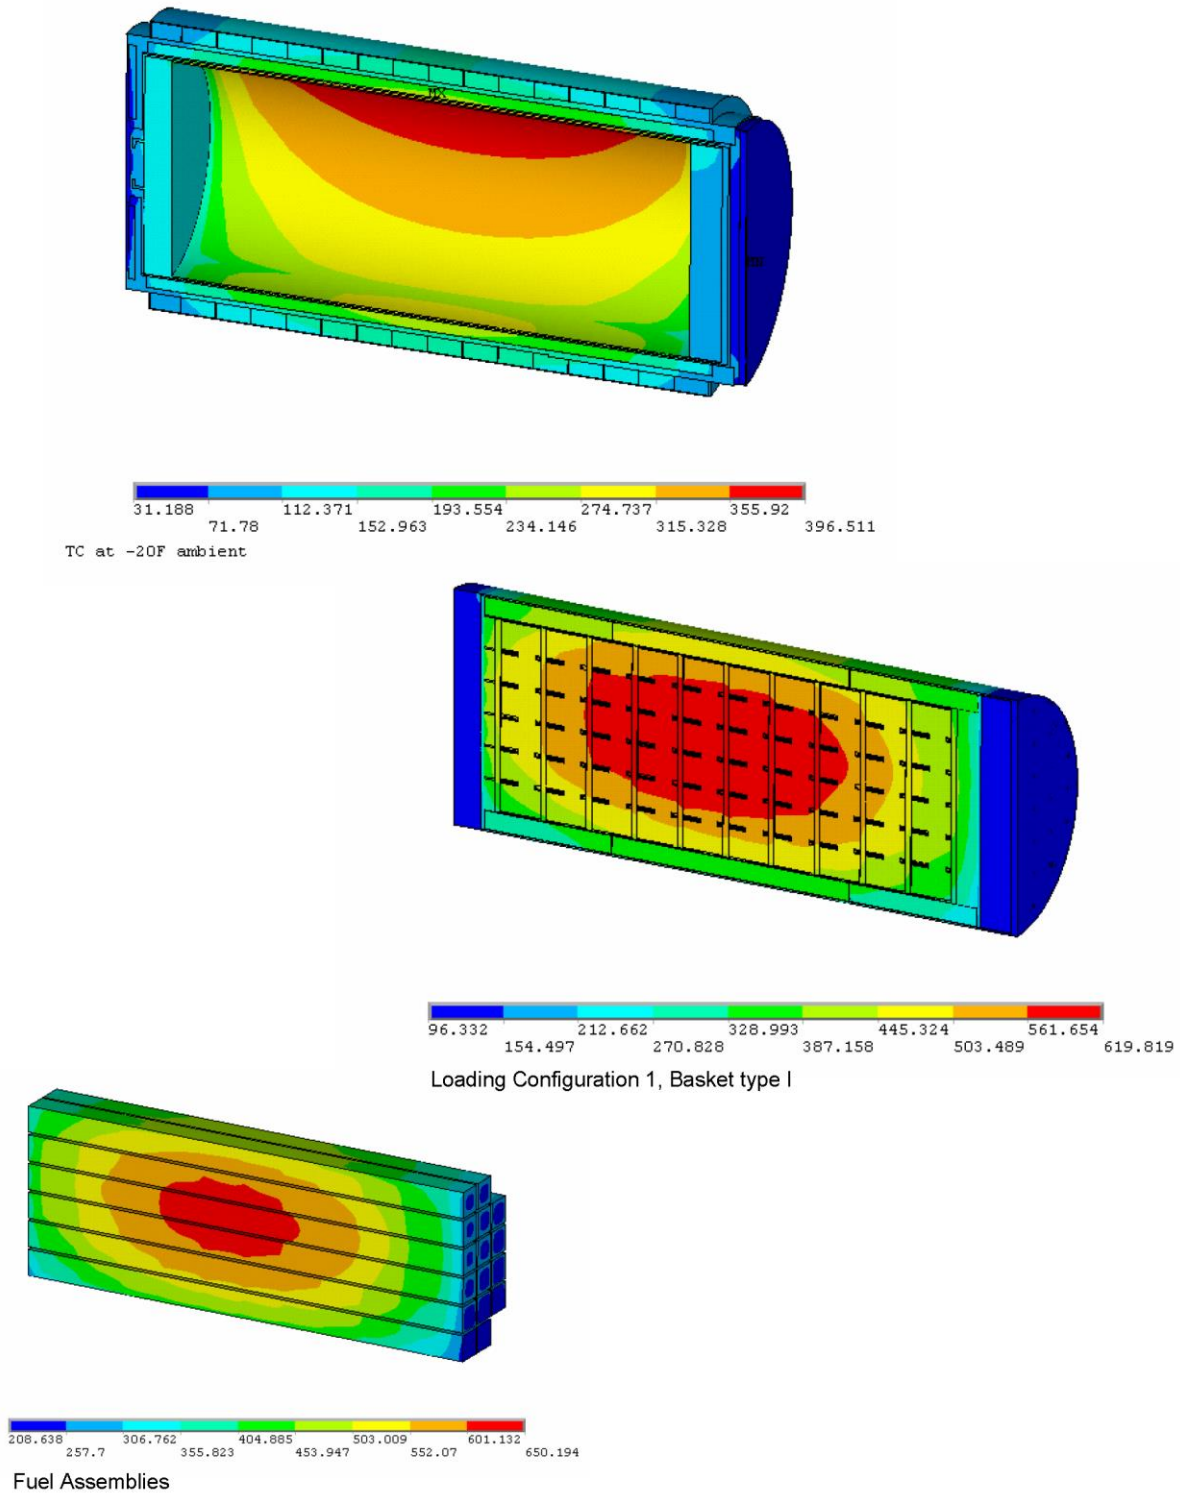 MX
31.188 112.371 193.554 274.737 355.92
71.78 152.963 234.146 315.328 396.511
TC at -20F ambient
96.332 212.662 328.993 445.324 561.654
154.497 270.828 387.158 503.489 619.819
Loading Configuration 1, Basket type I
208.638 306.762 404.885 503.009 601.132
257.7 355.823 453.947 552.07 650.194
Fuel Assemblies